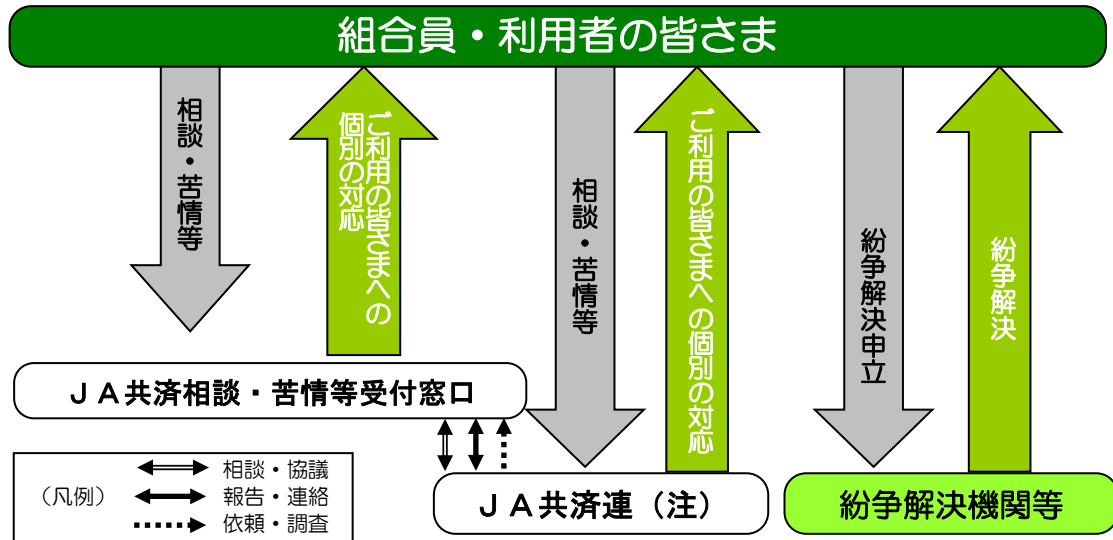 組合員・利用者の皆さま
相談・苦情等
ご利用の皆さまへの
個別の対応
相談・苦情等
ご利用の皆さまへの個別の対応
紛争解決申立
紛争解決
ＪＡ共済相談・苦情等受付窓口
ＪＡ共済連（注）
紛争解決機関等
（凡例）
相談・協議
報告・連絡
依頼・調査